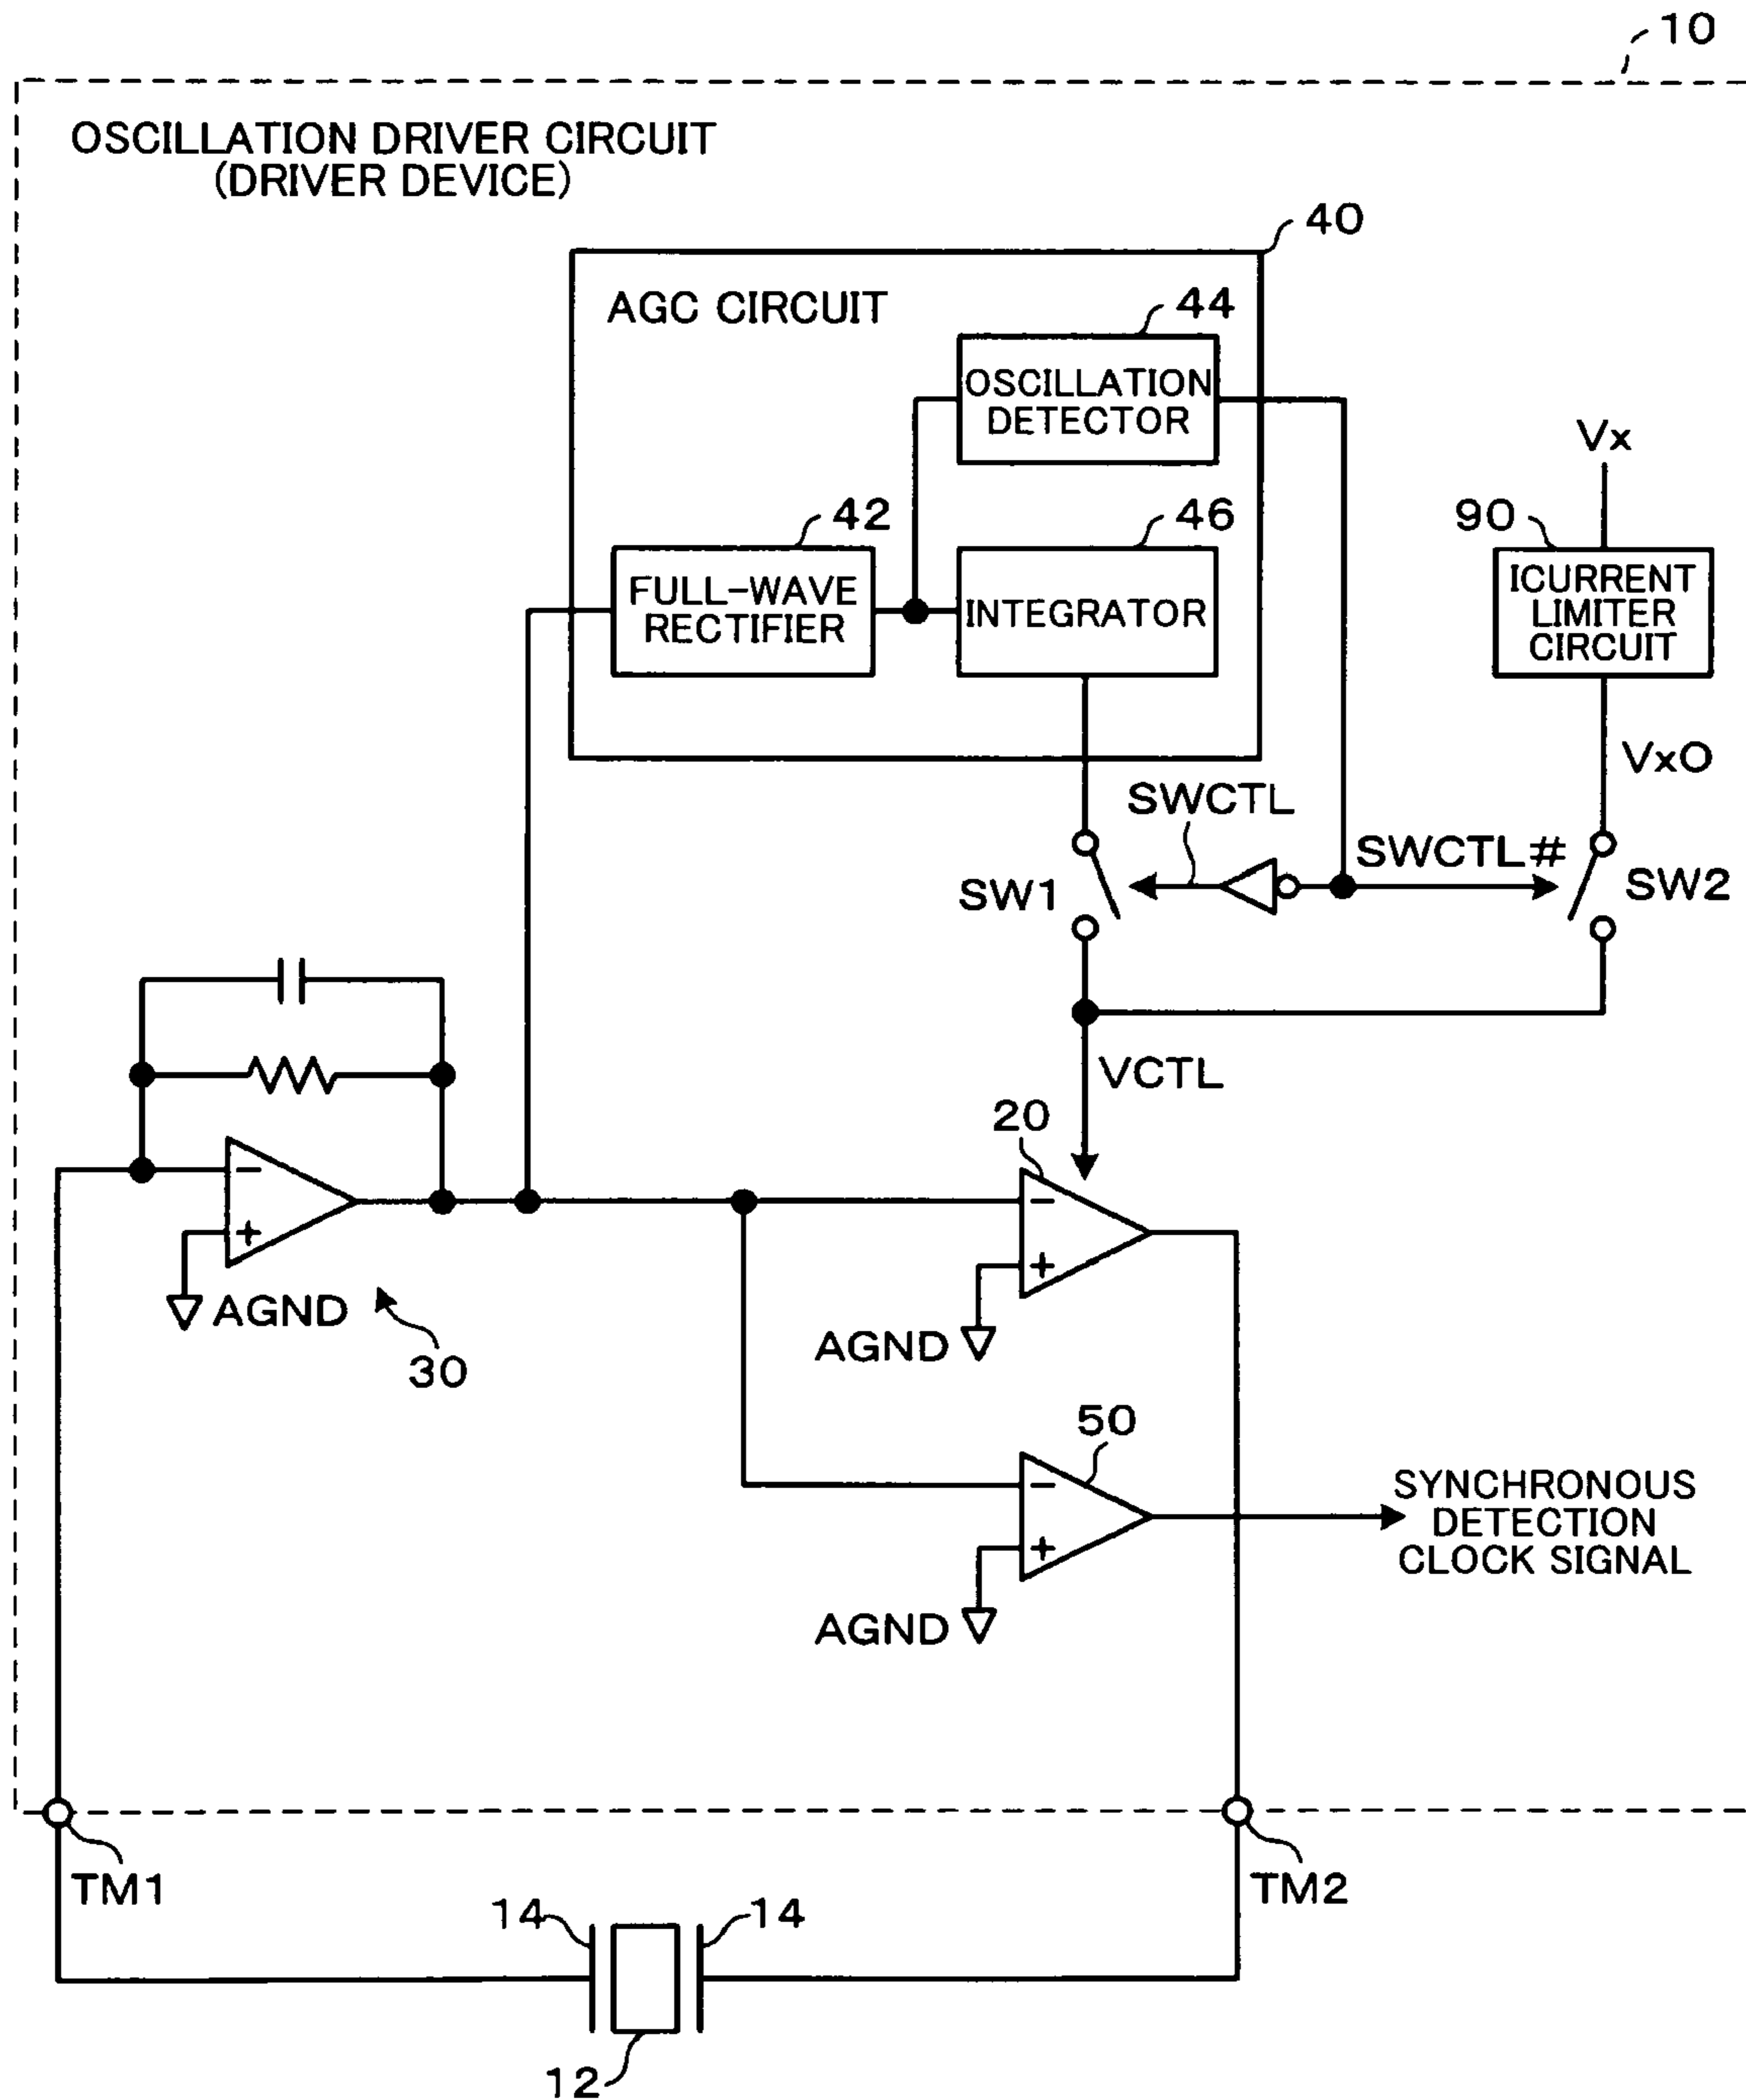 10
OSCILLATION DRIVER CIRCUIT
(DRIVER DEVICE)
40
AGC CIRCUIT
44
OSCILLATION
DETECTOR
Vx
42
46
90
FULL-WAVE
RECTIFIER
INTEGRATOR
ICURRENT
LIMITER
CIRCUIT
VxO
SWCTL
SWCTL#
SW1
SW2
VCTL
20
−
+
AGND
30
−
+
AGND
50
−
+
AGND
SYNCHRONOUS
DETECTION
CLOCK SIGNAL
TM1
TM2
14
14
12